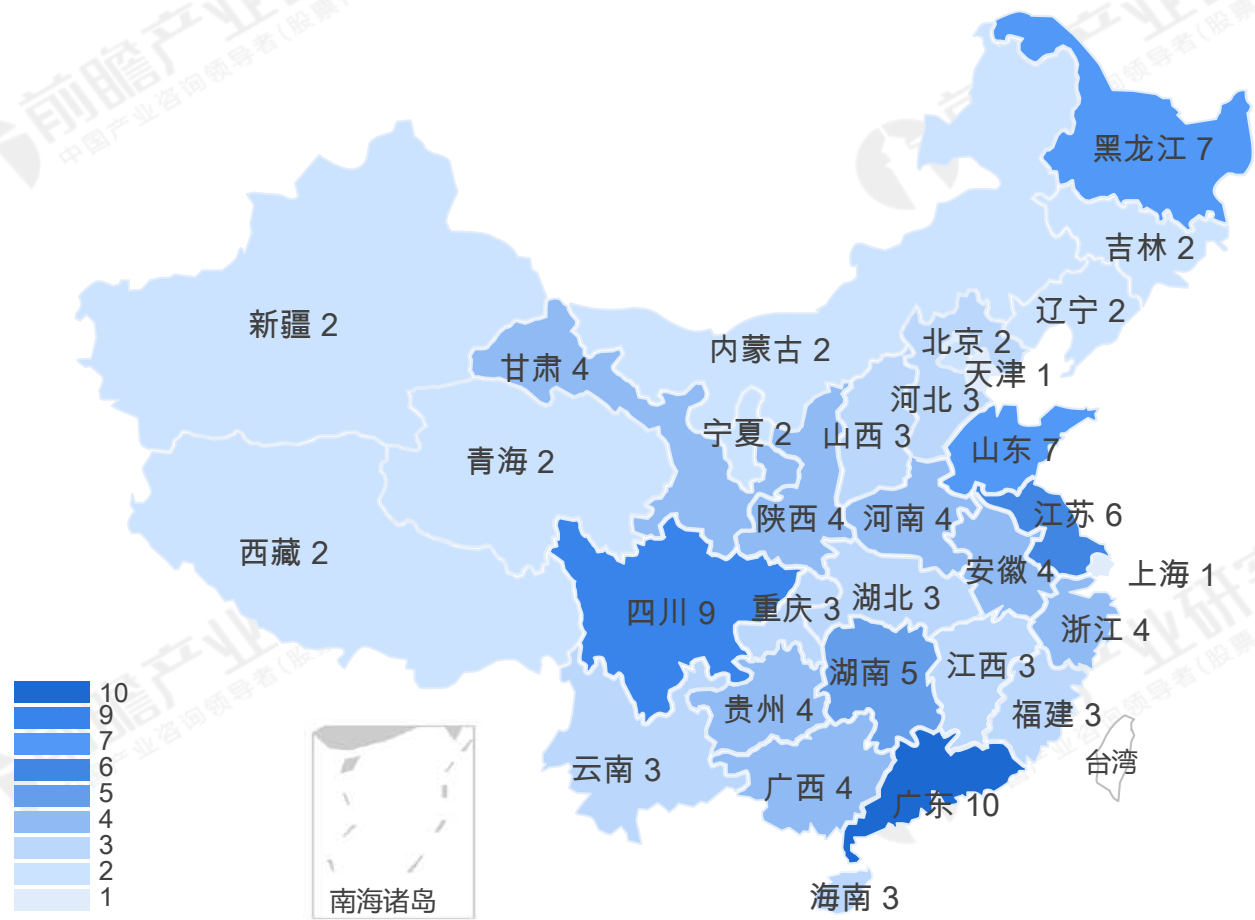 前瞻产业研
中国产业咨询领导者(股票
黑龙江 7
吉林 2
辽宁 2
新疆 2
内蒙古 2
北京 2
甘肃 4
天津 1
河北 3
宁夏 2
山西 3
山东 7
青海 2
陕西 4
河南 4
江苏 6
西藏 2
安徽 4
上海 1
四川 9
重庆 3
湖北 3
浙江 4
湖南 5
江西 3
贵州 4
福建 3
云南 3
广西 4
台湾
广东 10
海南 3
南海诸岛
10
9
7
6
5
4
3
2
1